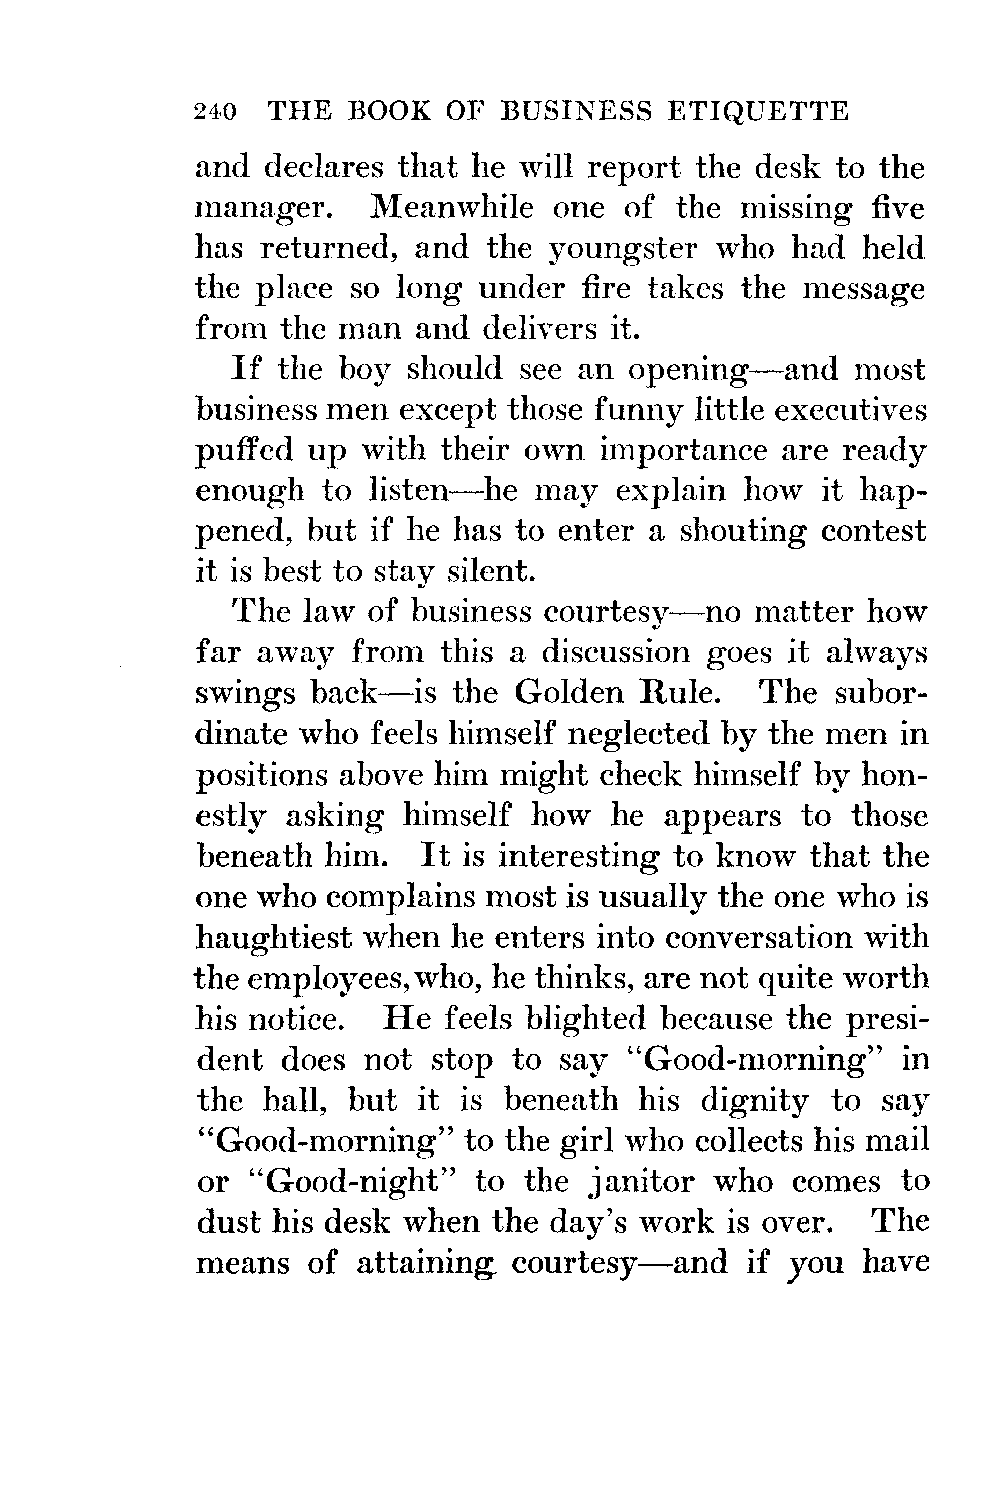 240 THE BOOK OF BUSINESS ETIQUETTE
and declares that he will report the desk to the
manager. Meanwhile one of the missing five
has returned, and the youngster who had held
the place so long under fire takes the message
from the man and delivers it.
If the boy should see an opening—and most
business men except those funny little executives
puffed up with their own importance are ready
enough to listen—he may explain how it hap-
pened, but if he has to enter a shouting contest
it is best to stay silent.
The law of business courtesy—no matter how
far away from this a discussion goes it always
swings back—is the Golden Rule. The subor-
dinate who feels himself neglected by the men in
positions above him might check himself by hon-
estly asking himself how he appears to those
beneath him. It is interesting to know that the
one who complains most is usually the one who is
haughtiest when he enters into conversation with
the employees, who, he thinks, are not quite worth
his notice. He feels blighted because the presi-
dent does not stop to say “Good-morning” in
the hall, but it is beneath his dignity to say
“Good-morning” to the girl who collects his mail
or “Good-night” to the janitor who comes to
dust his desk when the day’s work is over. The
means of attaining courtesy—and if you have